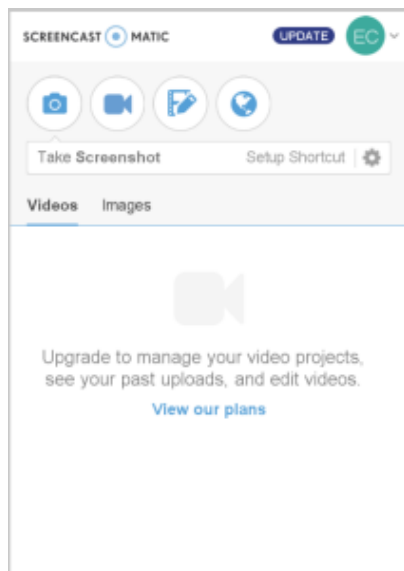 SCREENCAST MATIC UPDATE EC
Take Screenshot Setup Shortcut
Videos Images
Upgrade to manage your video projects,
see your past uploads, and edit videos.
View our plans